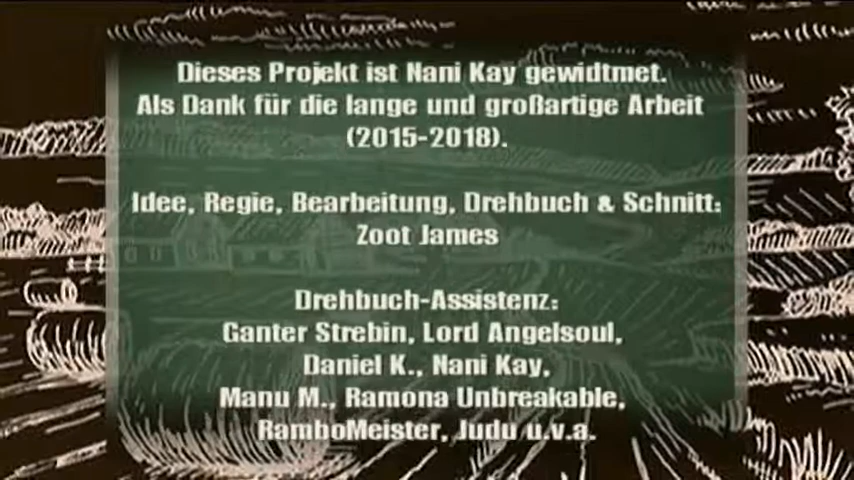 Dieses Projekt ist Nani Kay gewidtmet.
Als Dank für die lange und großartige Arbeit
(2015-2018).
Idee, Regie, Bearbeitung, Drehbuch & Schnitt:
Zoot James
Drehbuch-Assistenz:
Ganter Strebin, Lord Angelsoul,
Daniel K., Nani Kay,
Manu M., Ramona Unbreakable,
RamboMeister, Judu u.v.a.